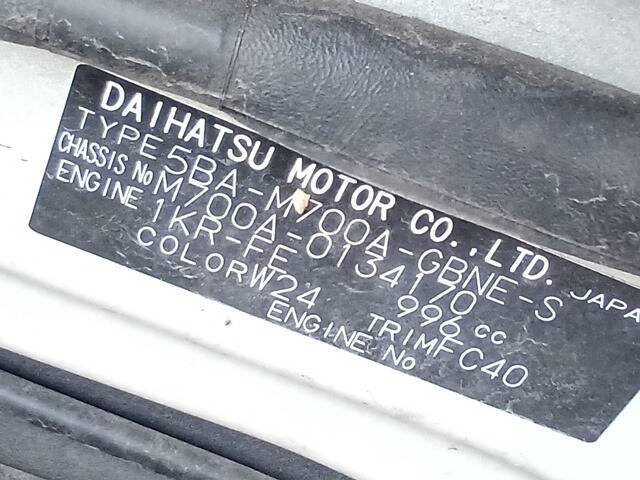 DAIHATSU MOTOR CO.,LTD. JAPAN
TYPE 5BA-M700A-GBNE-S
CHASSIS No M700A-0134170
ENGINE 1KR-FE 996 cc
COLOR W24 TRIM FC40
ENGINE No